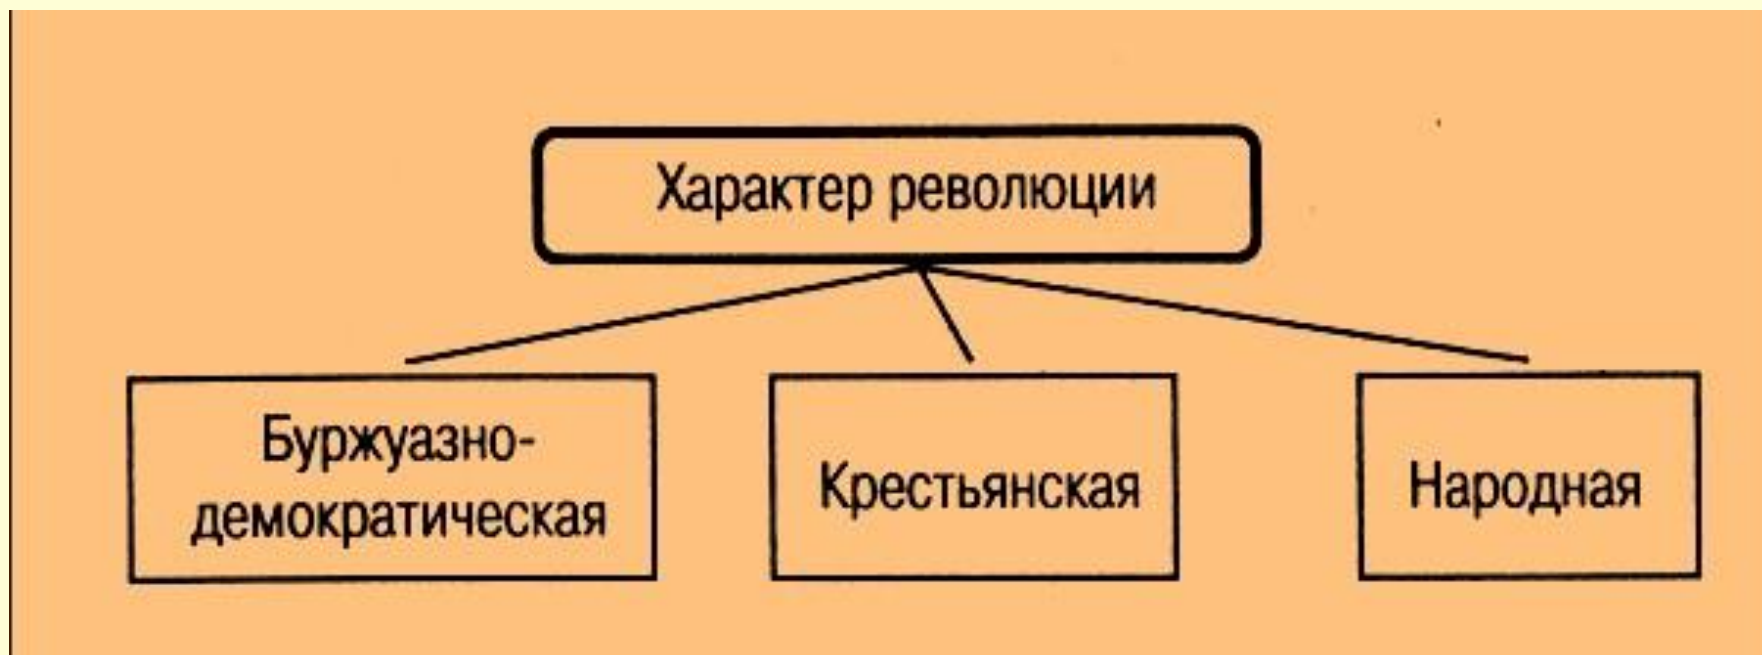 Характер революции
Буржуазно-
демократическая
Крестьянская
Народная